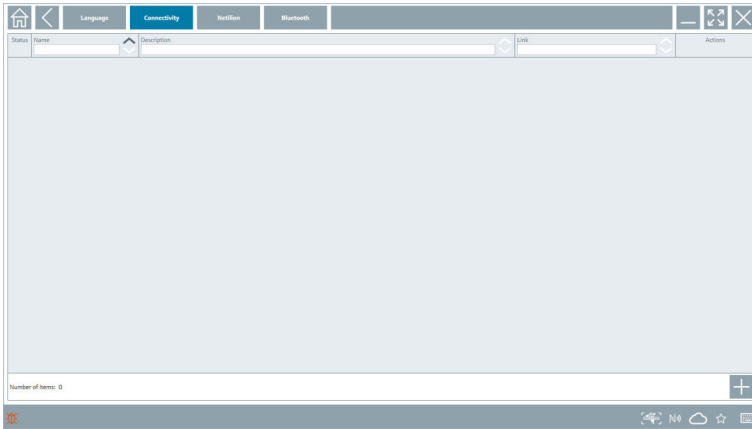 Language Connectivity Netilion Bluetooth
Status Name Description Link Actions
Number of items: 0
N